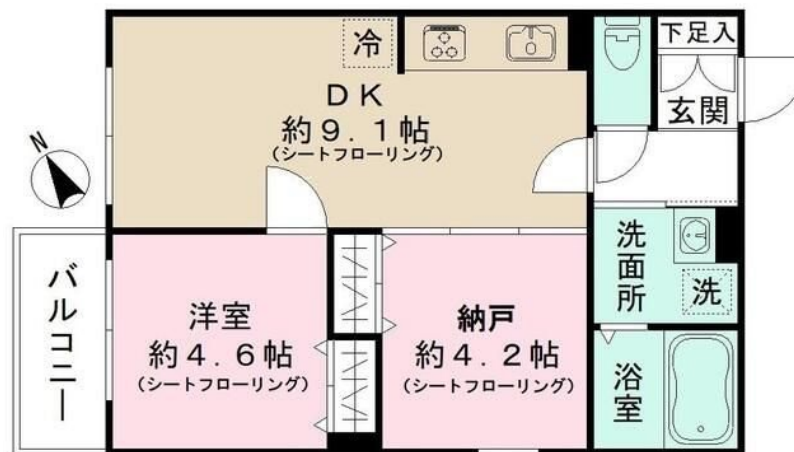 下足入
冷
DK
約9.1帖
(シートフローリング)
玄関
N
バルコニー
洋室
約4.6帖
(シートフローリング)
納戸
約4.2帖
(シートフローリング)
洗面所
洗
浴室